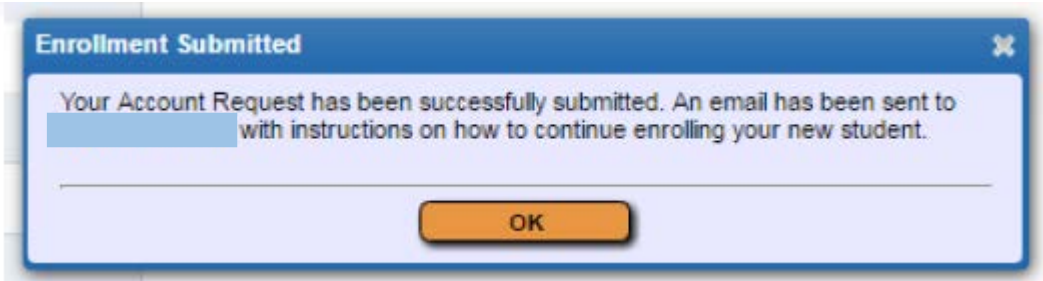 Enrollment Submitted
Your Account Request has been successfully submitted. An email has been sent to
with instructions on how to continue enrolling your new student.
OK